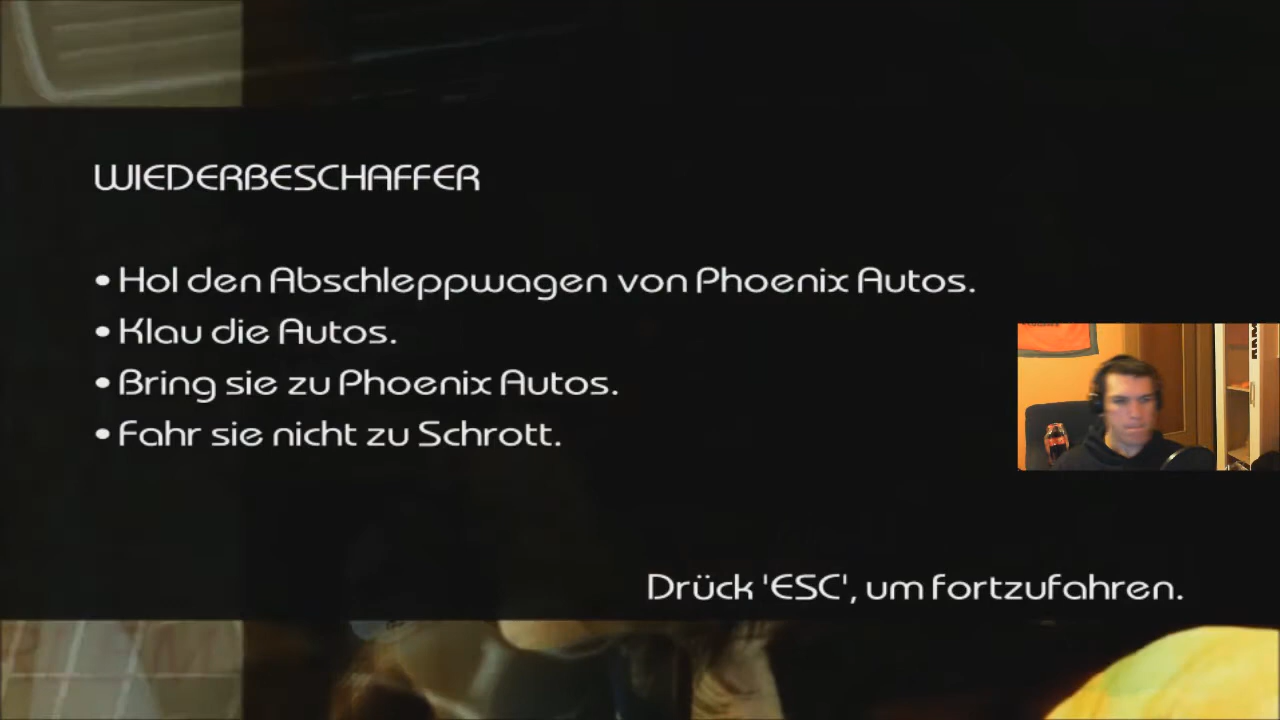 WIEDERBESCHAFFER
• Hol den Abschleppwagen von Phoenix Autos.
• Klau die Autos.
• Bring sie zu Phoenix Autos.
• Fahr sie nicht zu Schrott.
Drück 'ESC', um fortzufahren.